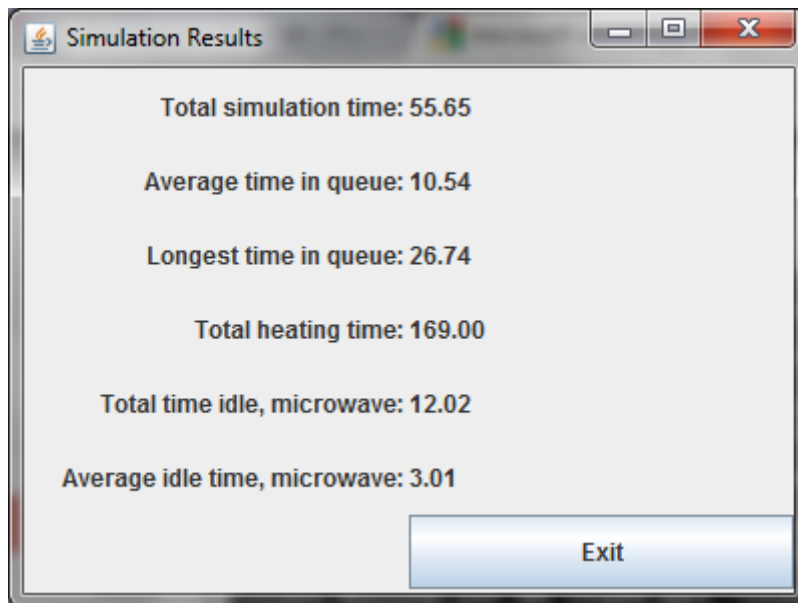 Simulation Results
Total simulation time: 55.65
Average time in queue: 10.54
Longest time in queue: 26.74
Total heating time: 169.00
Total time idle, microwave: 12.02
Average idle time, microwave: 3.01
Exit